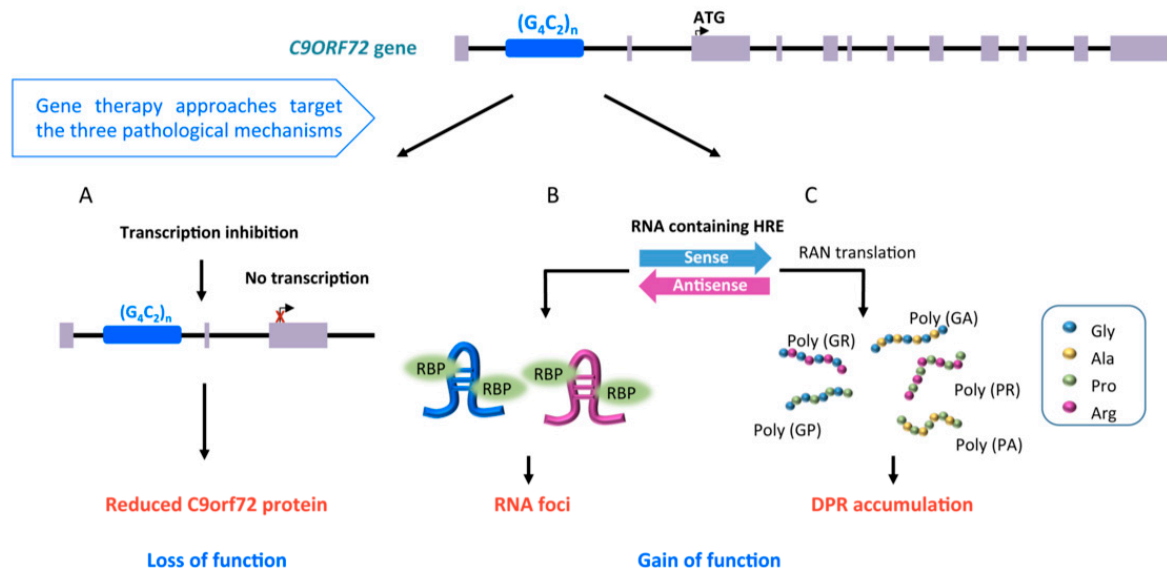 (G₄C₂)ₙ
ATG
C9ORF72 gene
Gene therapy approaches target
the three pathological mechanisms
A
B
C
Transcription inhibition
No transcription
(G₄C₂)ₙ
RNA containing HRE
Sense
Antisense
RAN translation
RBP
RBP
RBP
RBP
Poly (GA)
Poly (GR)
Poly (PR)
Poly (GP)
Poly (PA)
Gly
Ala
Pro
Arg
Reduced C9orf72 protein
RNA foci
DPR accumulation
Loss of function
Gain of function